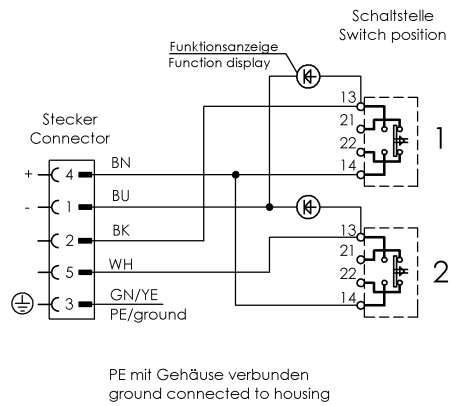 Schaltstelle
Switch position
Funktionsanzeige
Function display
13
21
22
14
1
Stecker
Connector
+ 4 BN
- 1 BU
2 BK
5 WH
3 GN/YE
PE/ground
13
21
22
14
2
PE mit Gehäuse verbunden
ground connected to housing